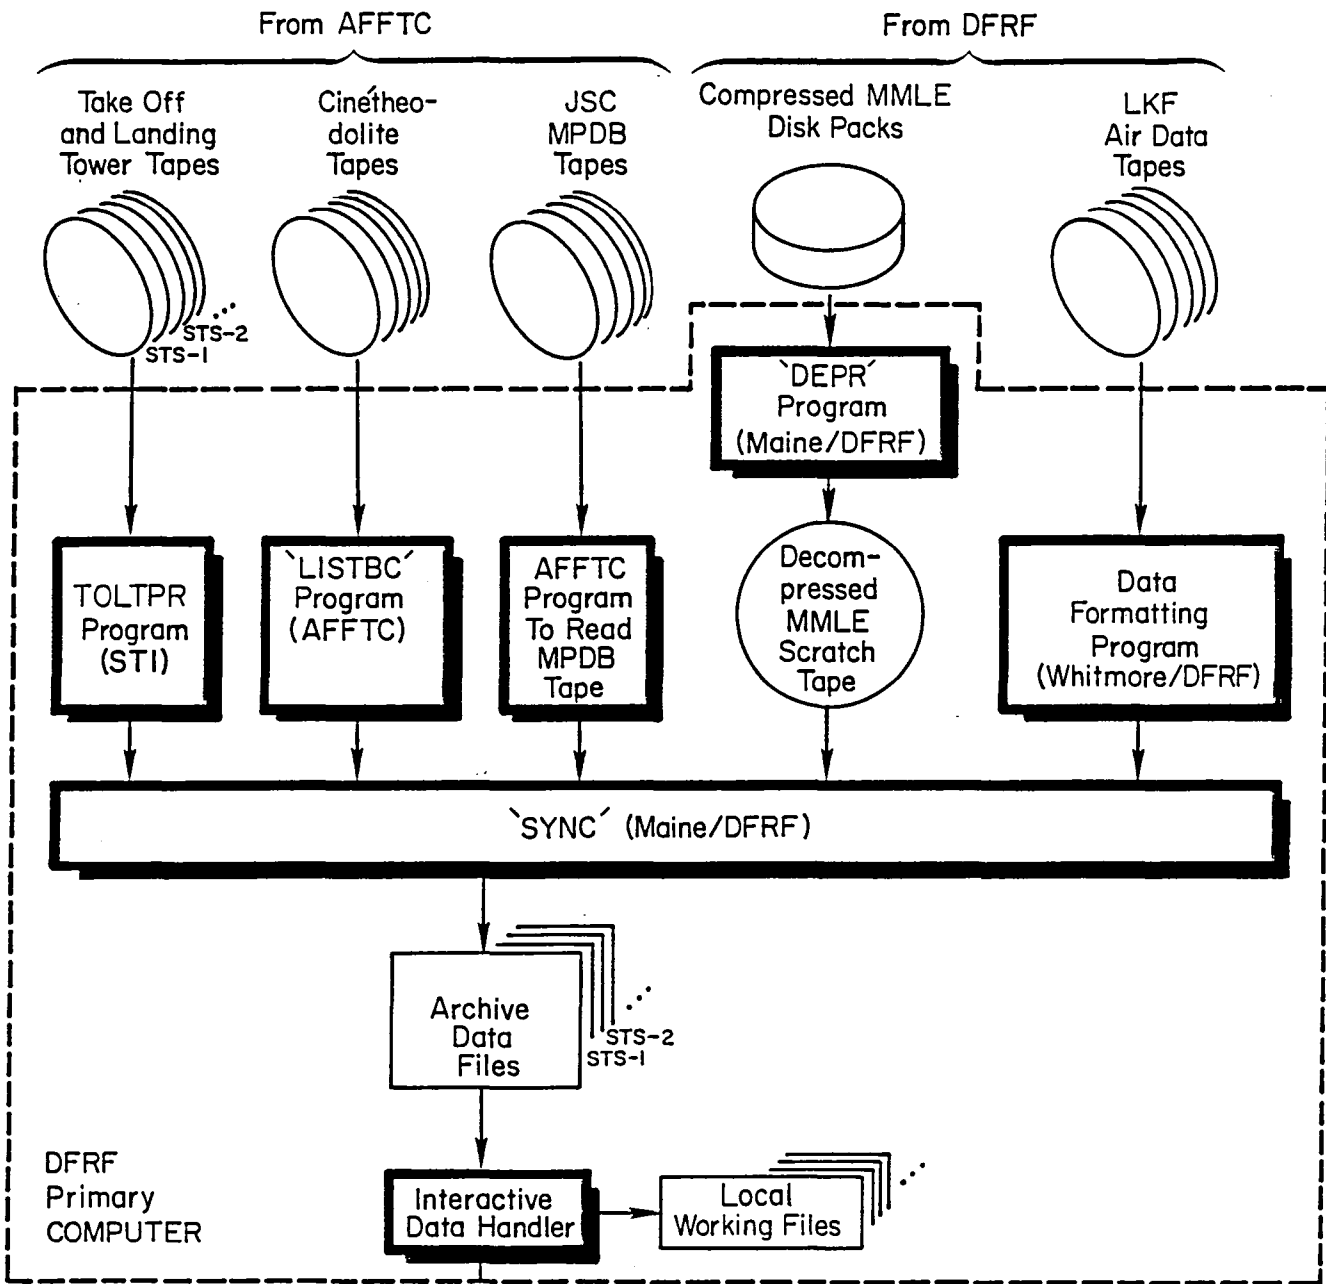 From AFFTC
From DFRF
Take Off
and Landing
Tower Tapes
Cinétheo-
dolite
Tapes
JSC
MPDB
Tapes
Compressed MMLE
Disk Packs
LKF
Air Data
Tapes
STS-2
STS-1
`DEPR´
Program
(Maine/DFRF)
TOLTPR
Program
(STI)
`LISTBC´
Program
(AFFTC)
AFFTC
Program
To Read
MPDB
Tape
Decom-
pressed
MMLE
Scratch
Tape
Data
Formatting
Program
(Whitmore/DFRF)
`SYNC´ (Maine/DFRF)
Archive
Data
Files
STS-2
STS-1
DFRF
Primary
COMPUTER
Interactive
Data Handler
Local
Working Files